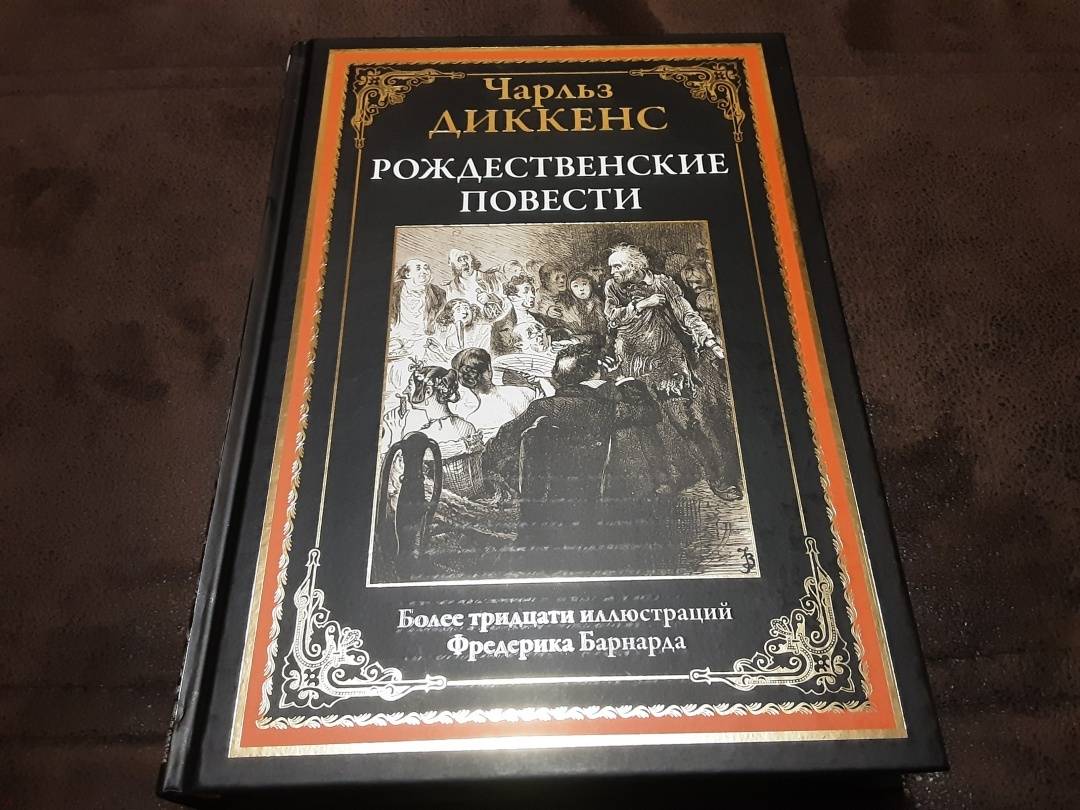 Чарльз
ДИККЕНС
РОЖДЕСТВЕНСКИЕ
ПОВЕСТИ
Более тридцати иллюстраций
Фредерика Барнарда